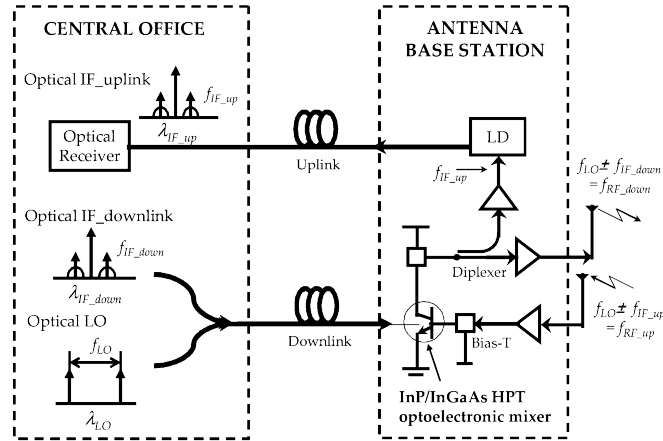 CENTRAL OFFICE
Optical IF_uplink
f_IF_up
λ_IF_up
Optical
Receiver
Uplink
Optical IF_downlink
f_IF_down
λ_IF_down
Optical LO
f_LO
λ_LO
Downlink
ANTENNA
BASE STATION
LD
f_IF_up
Diplexer
Bias-T
InP/InGaAs HPT
optoelectronic mixer
f_LO ± f_IF_down
= f_RF_down
f_LO ± f_IF_up
= f_RF_up